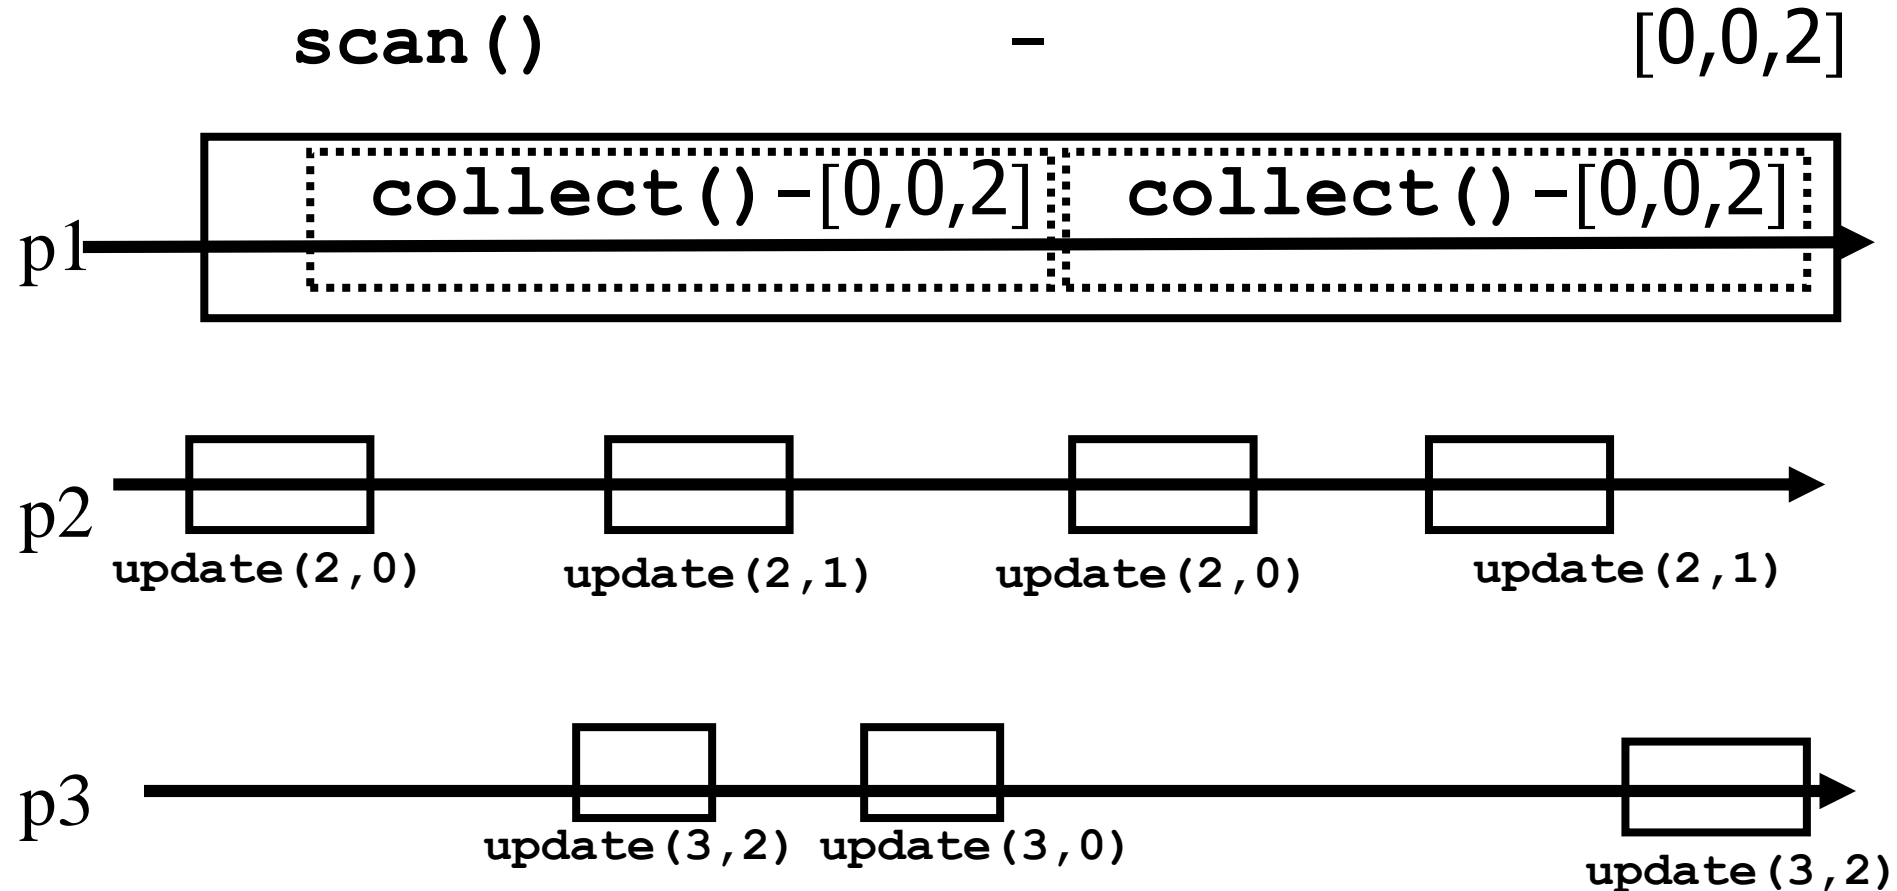 scan() - [0,0,2]
collect()-[0,0,2] collect()-[0,0,2]
p1
p2
update(2,0) update(2,1) update(2,0) update(2,1)
p3
update(3,2) update(3,0) update(3,2)